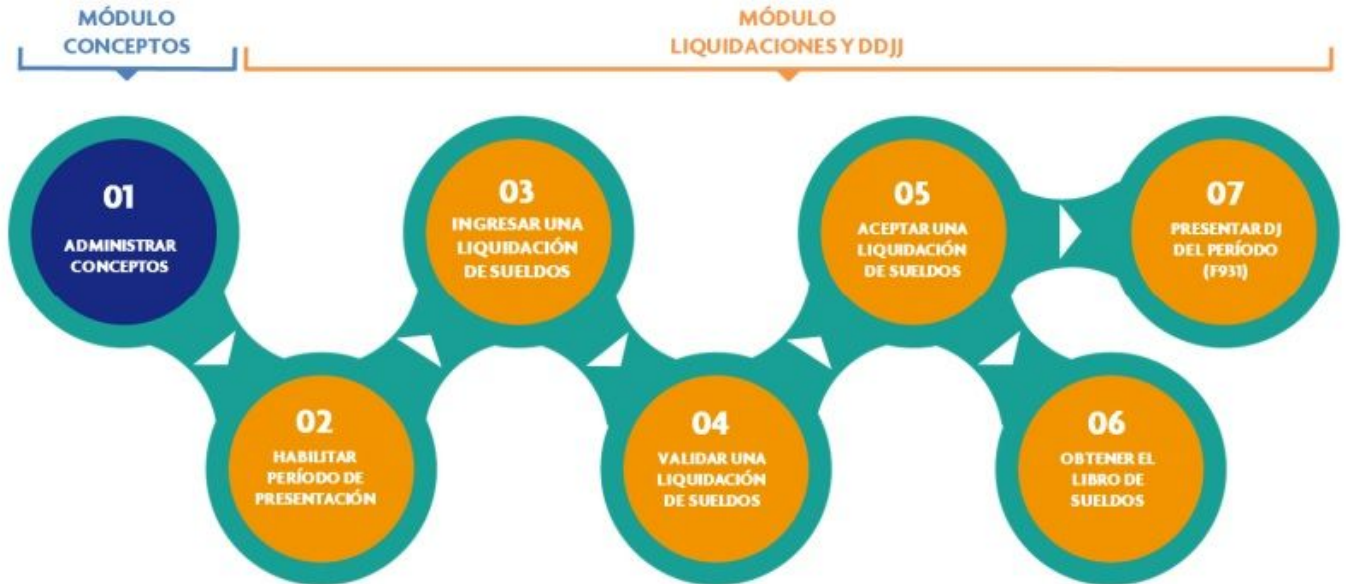 MÓDULO
CONCEPTOS
MÓDULO
LIQUIDACIONES Y DDJJ
01
ADMINISTRAR
CONCEPTOS
02
HABILITAR
PERÍODO DE
PRESENTACIÓN
03
INGRESAR UNA
LIQUIDACIÓN
DE SUELDOS
04
VALIDAR UNA
LIQUIDACIÓN
DE SUELDOS
05
ACEPTAR UNA
LIQUIDACIÓN
DE SUELDOS
06
OBTENER EL
LIBRO DE
SUELDOS
07
PRESENTAR DJ
DEL PERÍODO
(F931)